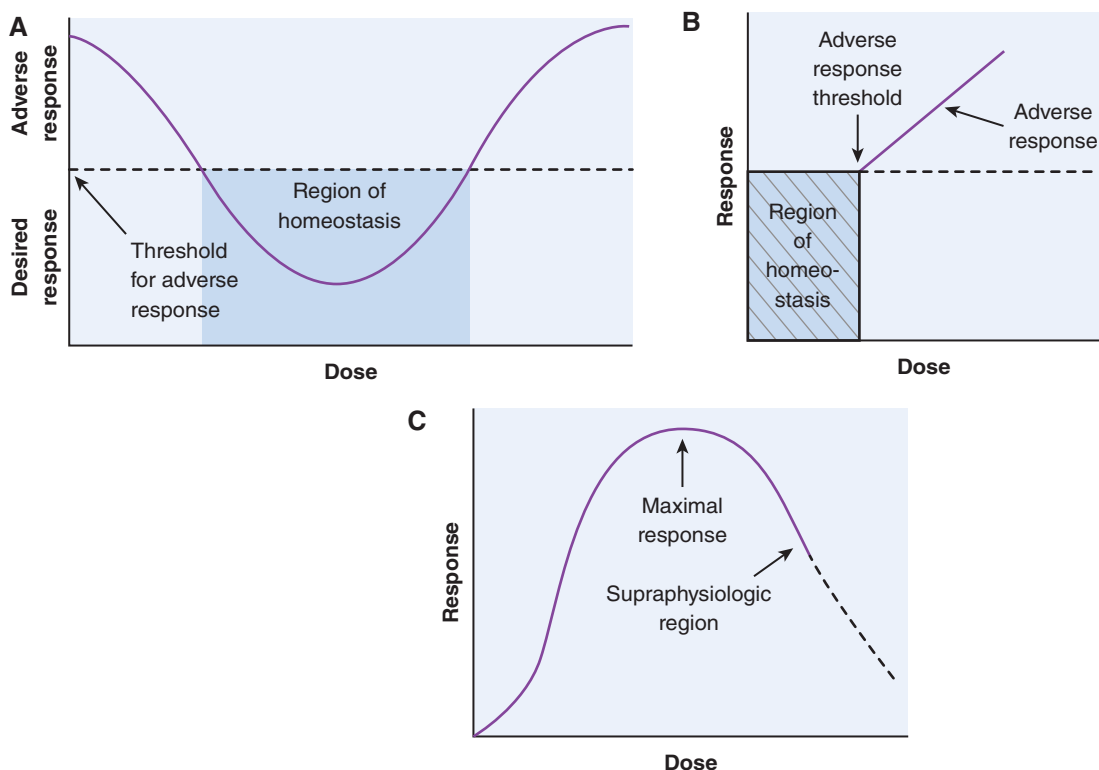 A
Adverse
response
Desired
response
Region of
homeostasis
Threshold
for adverse
response
Dose
B
Response
Adverse
response
threshold
Adverse
response
Region
of
homeo-
stasis
Dose
C
Response
Maximal
response
Supraphysiologic
region
Dose